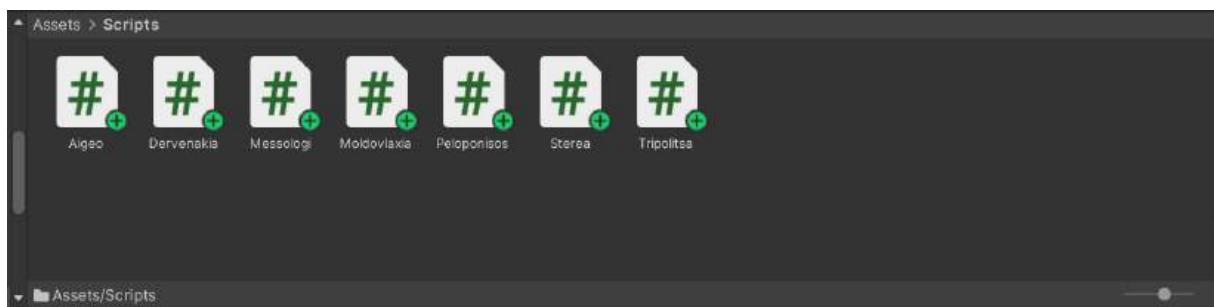 Assets > Scripts
Aigeo Dervenakia Messologi Moldovlaxia Peloponisos Sterea Tripolitsa
Assets/Scripts